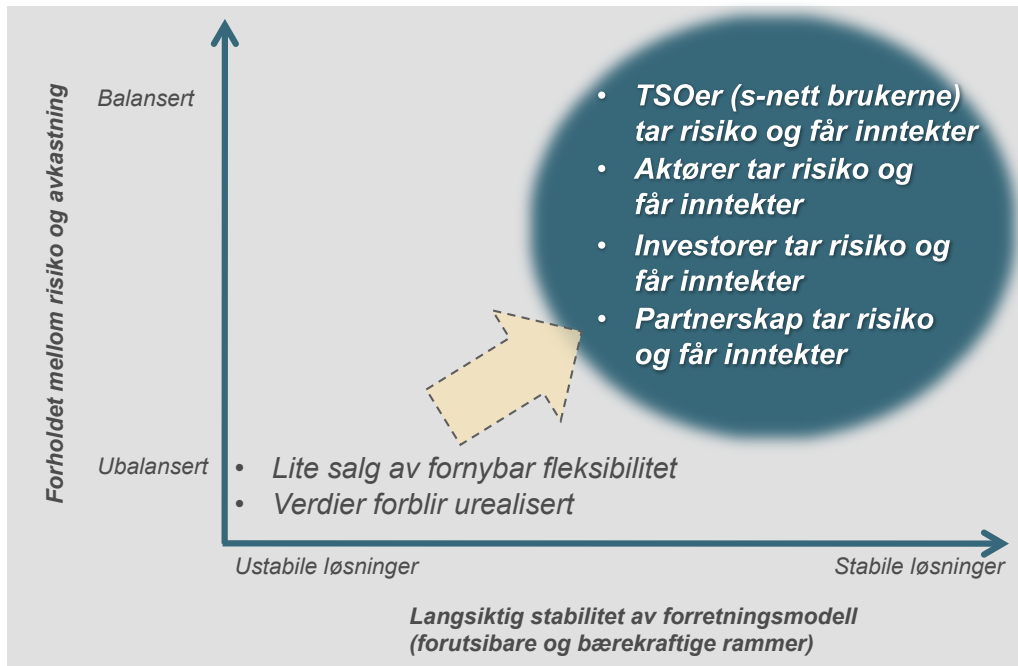 Forholdet mellom risiko og avkastning
Balansert
• TSOer (s-nett brukerne)
tar risiko og får inntekter
• Aktører tar risiko og
får inntekter
• Investorer tar risiko og
får inntekter
• Partnerskap tar risiko
og får inntekter
Ubalansert
• Lite salg av fornybar fleksibilitet
• Verdier forblir urealisert
Ustabile løsninger
Stabile løsninger
Langsiktig stabilitet av forretningsmodell
(forutsibare og bærekraftige rammer)